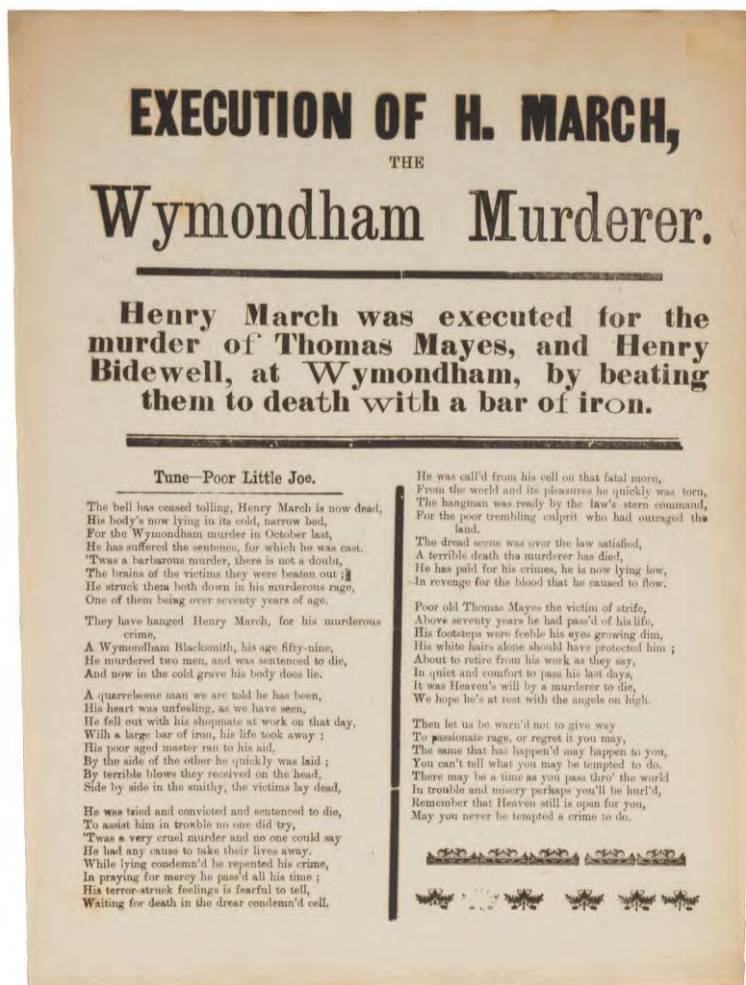 EXECUTION OF H. MARCH,
THE
Wymondham Murderer.
Henry March was executed for the
murder of Thomas Mayes, and Henry
Bidewell, at Wymondham, by beating
them to death with a bar of iron.
Tune—Poor Little Joe.
The bell has ceased tolling, Henry March is now dead,
His body's now lying in its cold, narrow bed,
For the Wymondham murder in October last,
He has suffered the sentence, for which he was cast.
'Twas a barbarous murder, there is not a doubt,
The brains of the victims they were beaten out ;
He struck them both down in his murderous rage,
One of them being over seventy years of age.
They have hanged Henry March, for his murderous
crime,
A Wymondham Blacksmith, his age fifty-nine,
He murdered two men, and was sentenced to die,
And now in the cold grave his body does lie.
A quarrelsome man we are told he has been,
His heart was unfeeling, as we have seen,
He fell out with his shopmate at work on that day,
Wilh a large bar of iron, his life took away ;
His poor aged master ran to his aid,
By the side of the other he quickly was laid ;
By terrible blows they received on the head,
Side by side in the smithy, the victims lay dead,
He was tried and convicted and sentenced to die,
To assist him in trouble no one did try,
'Twas a very cruel murder and no one could say
He had any cause to take their lives away.
While lying condemn'd he repented his crime,
In praying for mercy he pass'd all his time ;
His terror-struck feelings is fearful to tell,
Waiting for death in the drear condemn'd cell.
He was call'd from his cell on that fatal morn,
From the world and its pleasures he quickly was torn,
The hangman was ready by the law's stern command,
For the poor trembling culprit who had outraged the
land.
The dread scene was over the law satisfied,
A terrible death the murderer has died,
He has paid for his crimes, he is now lying low,
In revenge for the blood that he caused to flow.
Poor old Thomas Mayes the victim of strife,
Above seventy years he had pass'd of his life,
His footsteps were feeble his eyes growing dim,
His white hairs alone should have protected him ;
About to retire from his work as they say,
In quiet and comfort to pass his last days,
It was Heaven's will by a murderer to die,
We hope he's at rest with the angels on high.
Then let us be warn'd not to give way
To passionate rage, or regret it you may,
The same that has happen'd may happen to you,
You can't tell what you may be tempted to do.
There may be a time as you pass thro' the world
In trouble and misery perhaps you'll be hurl'd,
Remember that Heaven still is open for you,
May you never be tempted a crime to do.